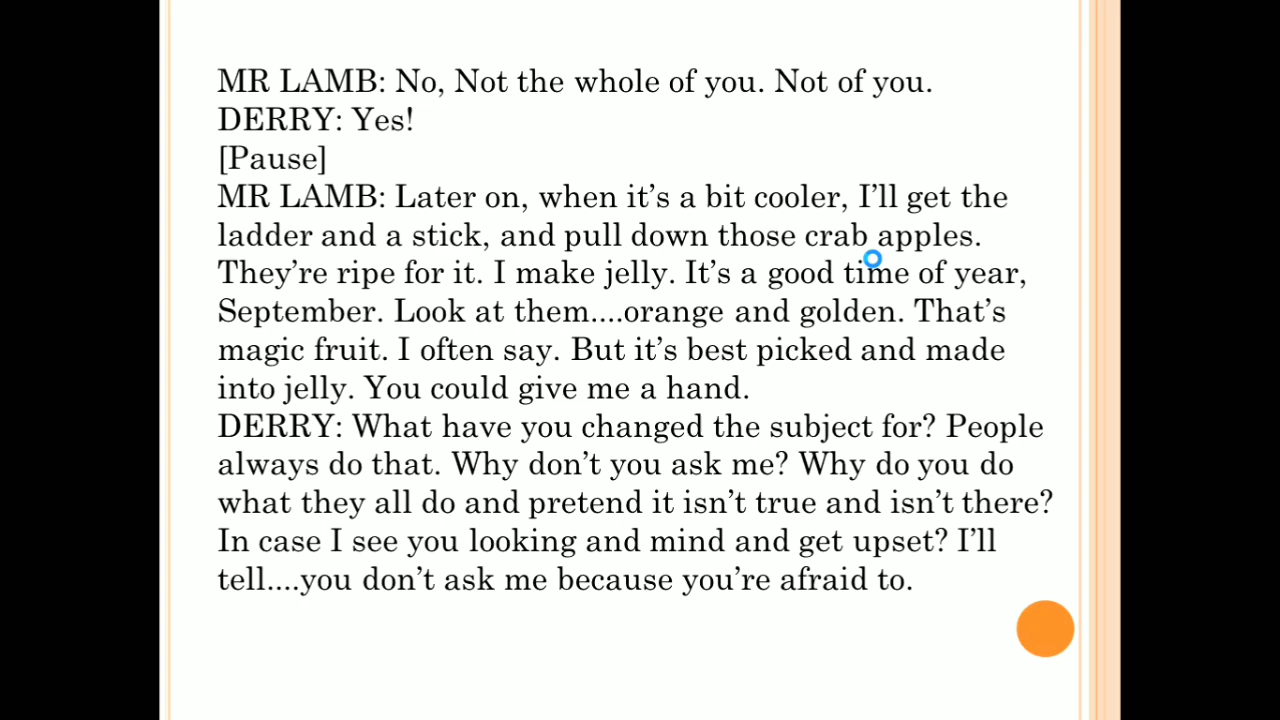 MR LAMB: No, Not the whole of you. Not of you.
DERRY: Yes!
[Pause]
MR LAMB: Later on, when it's a bit cooler, I'll get the
ladder and a stick, and pull down those crab apples.
They're ripe for it. I make jelly. It's a good time of year,
September. Look at them....orange and golden. That's
magic fruit. I often say. But it's best picked and made
into jelly. You could give me a hand.
DERRY: What have you changed the subject for? People
always do that. Why don't you ask me? Why do you do
what they all do and pretend it isn't true and isn't there?
In case I see you looking and mind and get upset? I'll
tell....you don't ask me because you're afraid to.